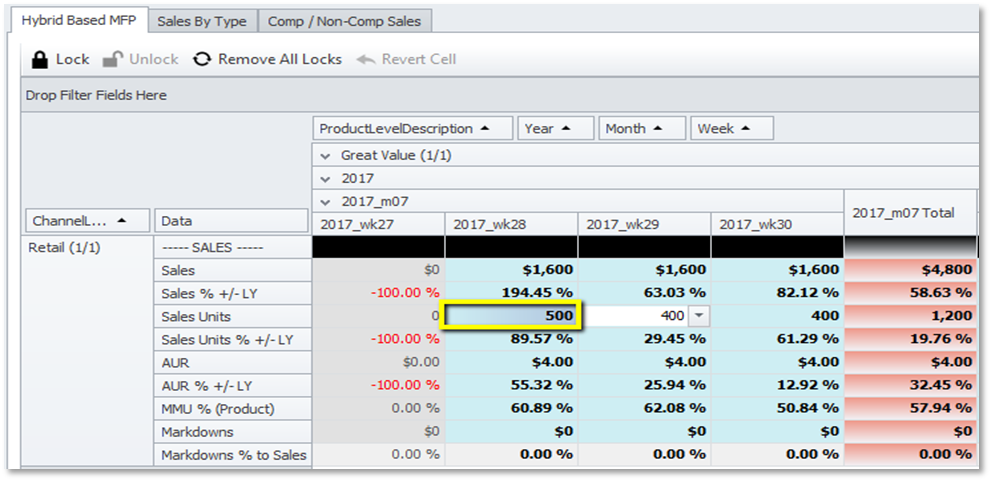 Hybrid Based MFP Sales By Type Comp / Non-Comp Sales
Lock Unlock Remove All Locks Revert Cell
Drop Filter Fields Here
ProductLevelDescription Year Month Week
Great Value (1/1)
2017
2017_m07
ChannelL... Data 2017_wk27 2017_wk28 2017_wk29 2017_wk30 2017_m07 Total
Retail (1/1) ----- SALES -----
Sales $0 $1,600 $1,600 $1,600 $4,800
Sales % +/- LY -100.00 % 194.45 % 63.03 % 82.12 % 58.63 %
Sales Units 0 500 400 400 1,200
Sales Units % +/- LY -100.00 % 89.57 % 29.45 % 61.29 % 19.76 %
AUR $0.00 $4.00 $4.00 $4.00 $4.00
AUR % +/- LY -100.00 % 55.32 % 25.94 % 12.92 % 32.45 %
MMU % (Product) 0.00 % 60.89 % 62.08 % 50.84 % 57.94 %
Markdowns $0 $0 $0 $0 $0
Markdowns % to Sales 0.00 % 0.00 % 0.00 % 0.00 % 0.00 %